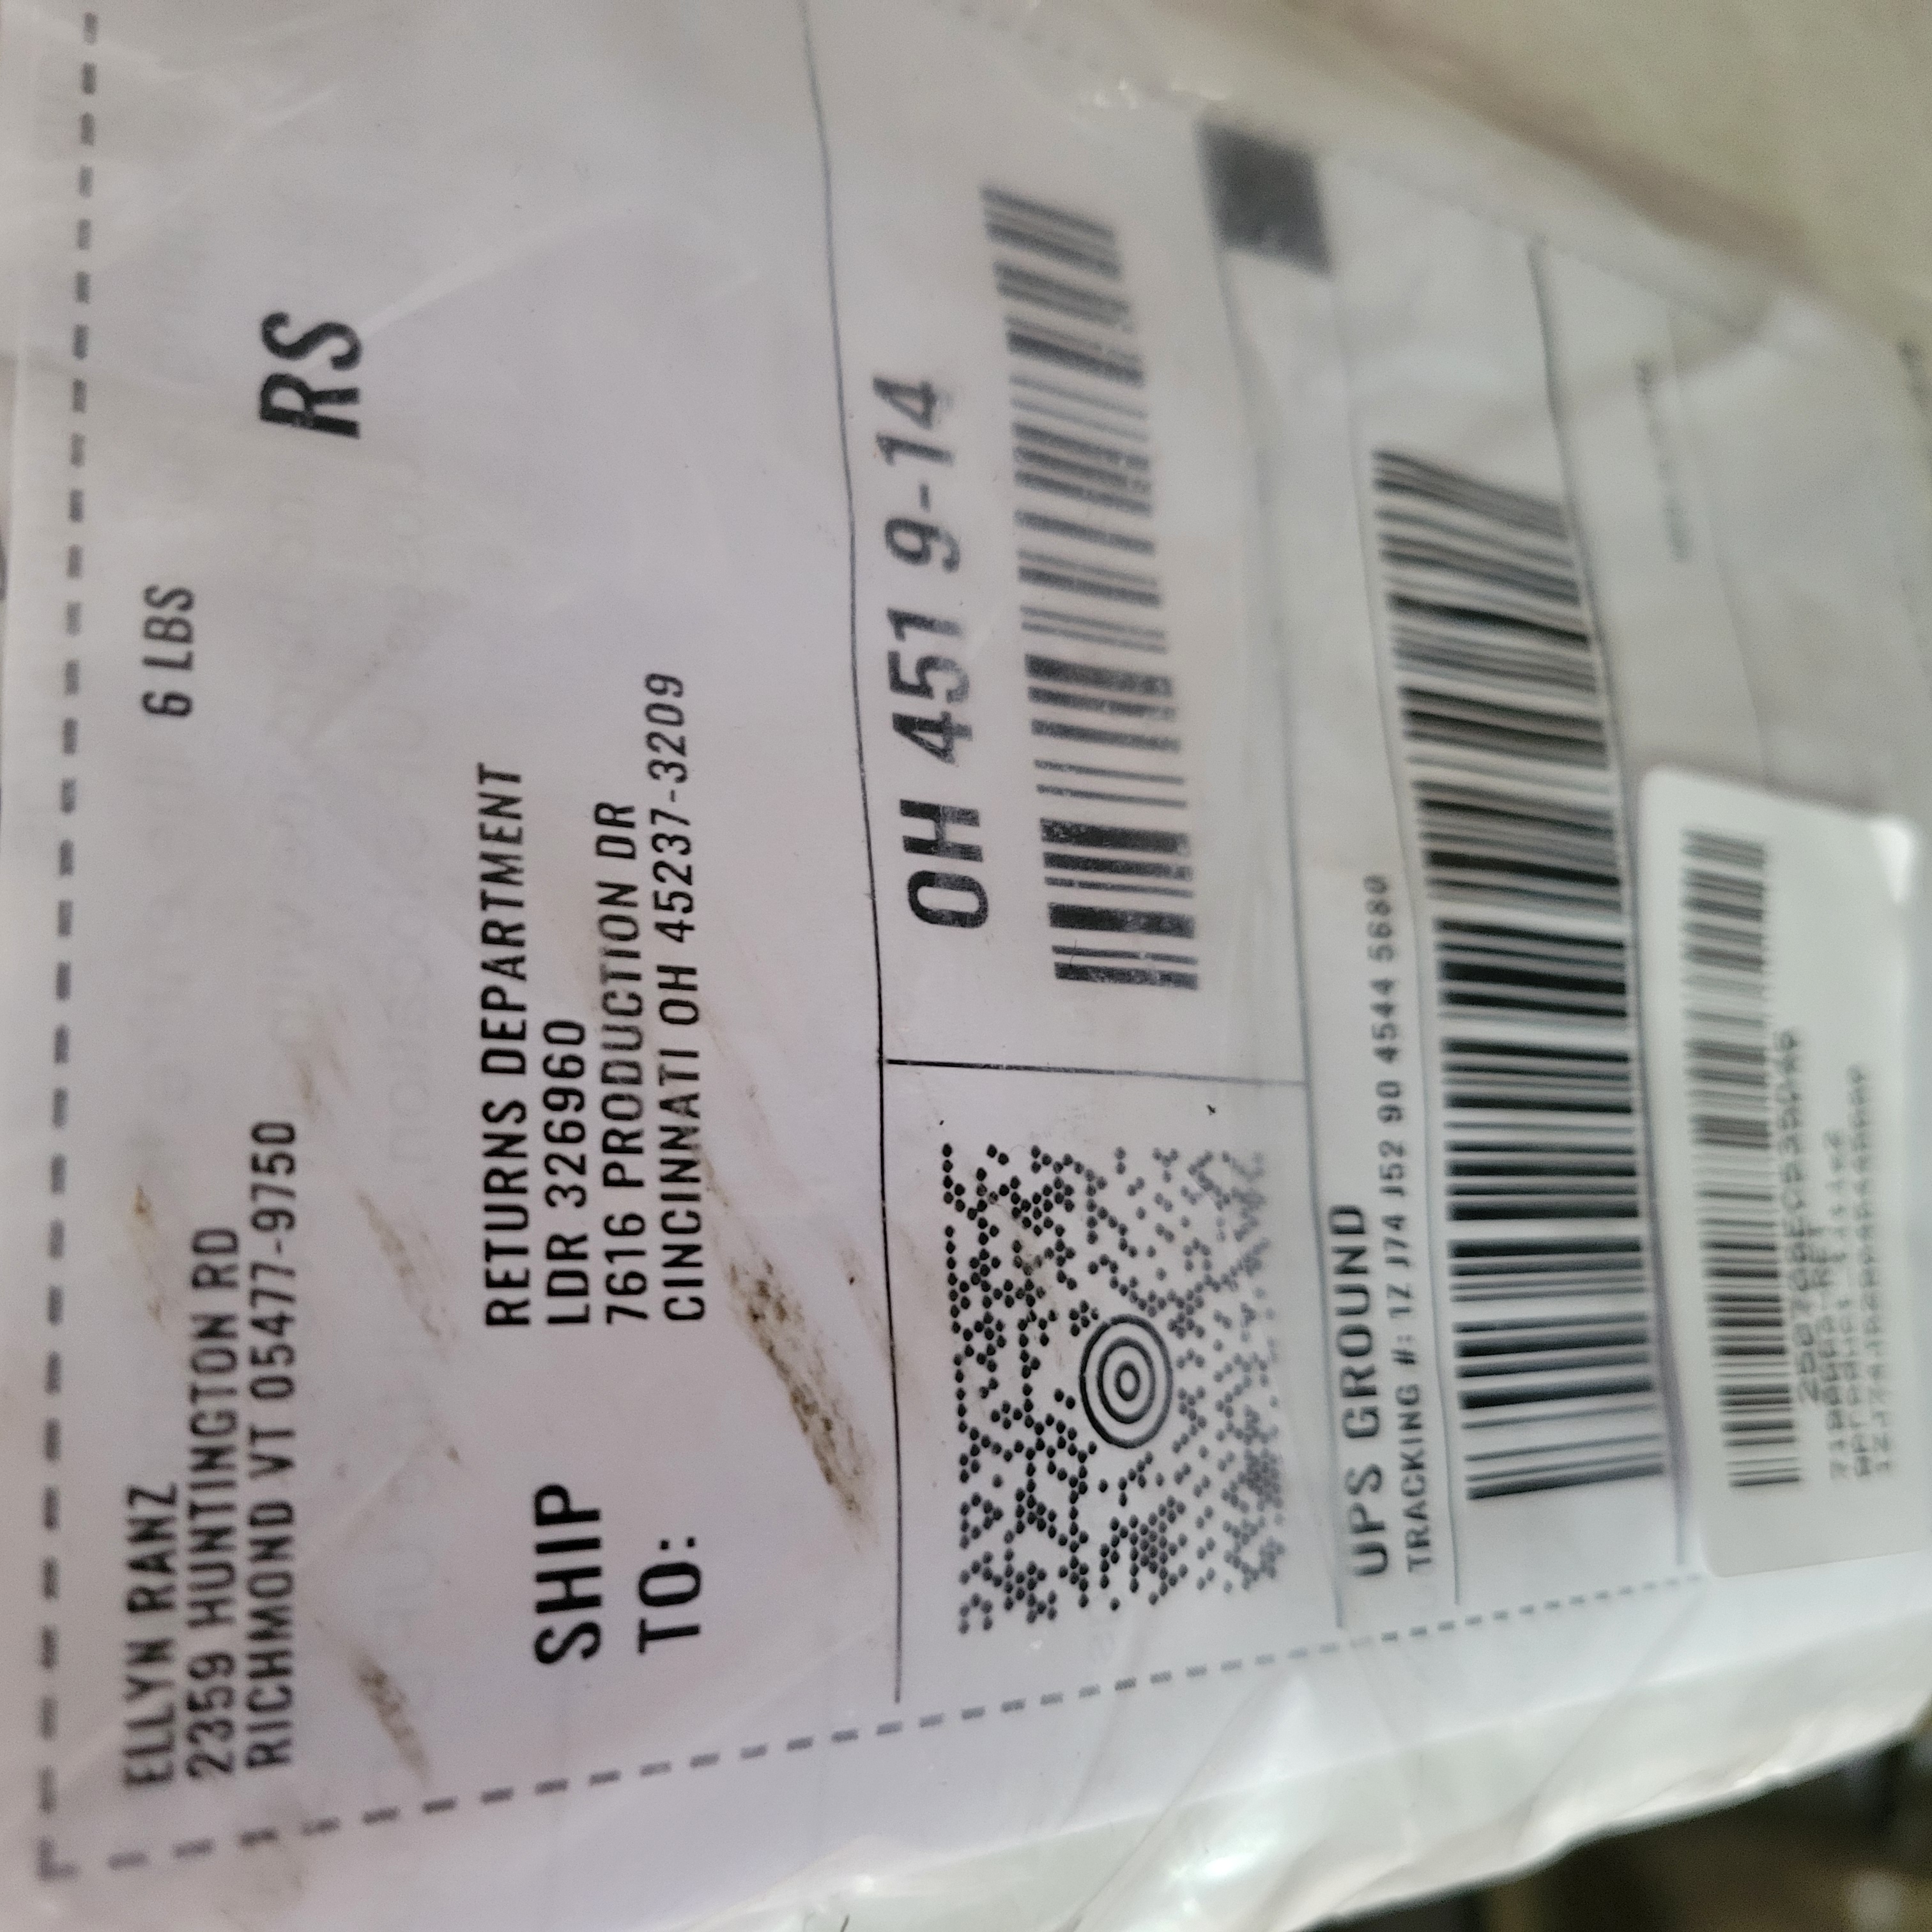 ELLYN RANZ
2359 HUNTINGTON RD
RICHMOND VT 05477-9750
6 LBS
RS
SHIP
TO:
RETURNS DEPARTMENT
LDR 326960
7616 PRODUCTION DR
CINCINNATI OH 45237-3209
OH 451 9-14
UPS GROUND
TRACKING #: 1Z J74 J52 90 4544 5680